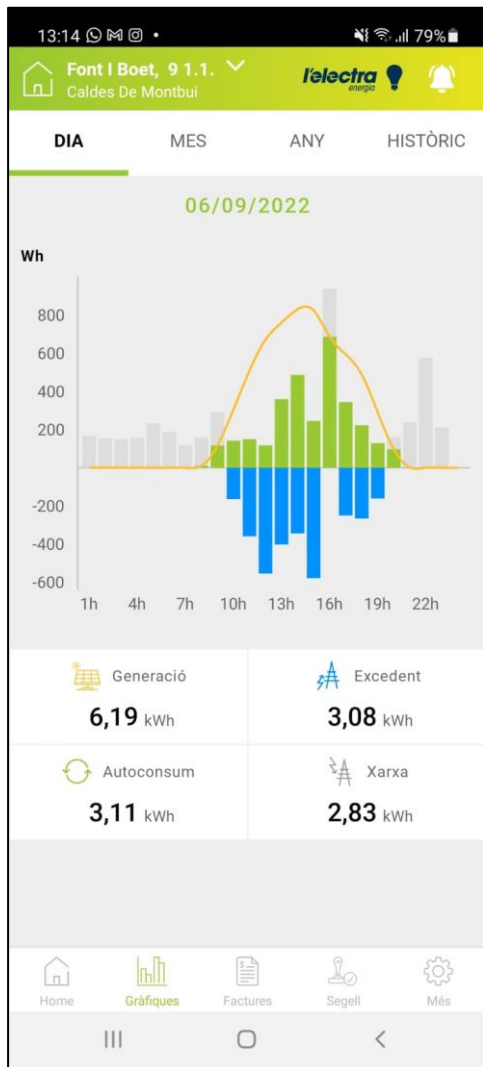 13:14
79%
Font I Boet, 9 1.1.
Caldes De Montbui
l'electra
energia
DIA MES ANY HISTÒRIC
06/09/2022
Wh
800
600
400
200
-200
-400
-600
1h 4h 7h 10h 13h 16h 19h 22h
Generació
6,19 kWh
Excedent
3,08 kWh
Autoconsum
3,11 kWh
Xarxa
2,83 kWh
Home Gràfiques Factures Segell Més